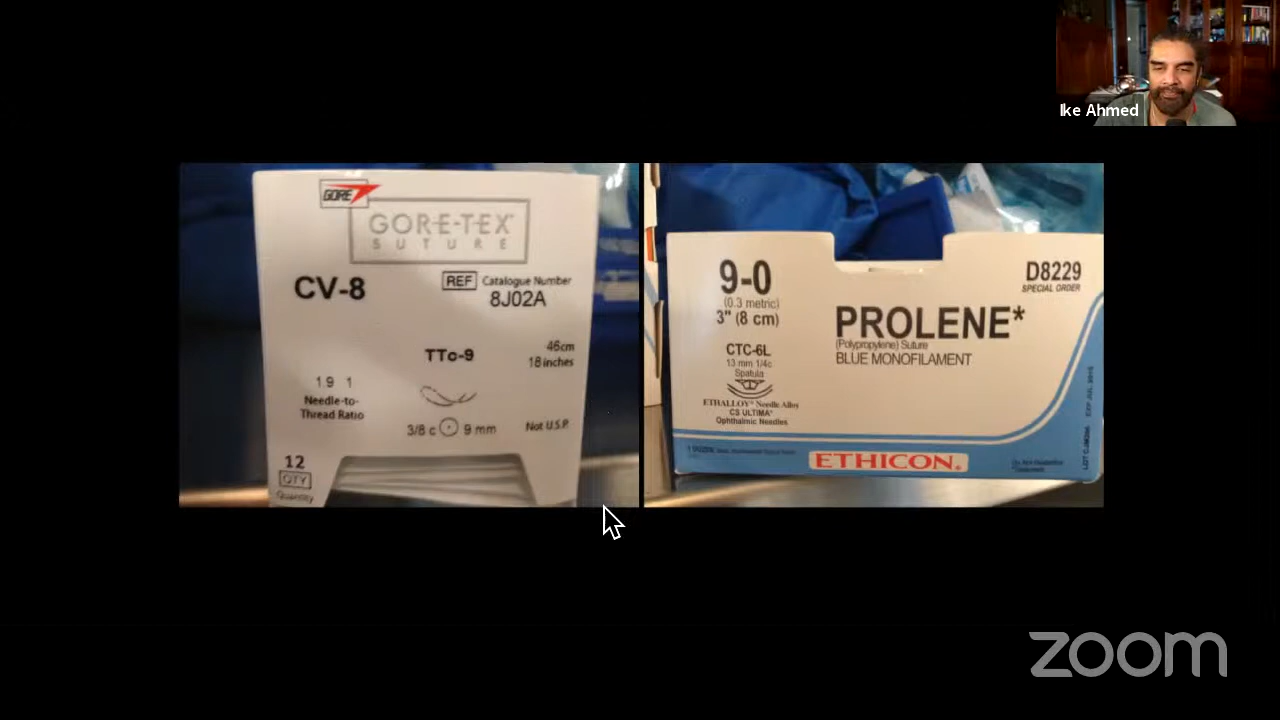 Ike Ahmed
GORE
GORE-TEX
SUTURE
CV-8
REF Catalogue Number
8J02A
TTc-9
46cm
18 inches
1.9 1
Needle-to-
Thread Ratio
3/8 c 9 mm
Not U.S.P.
12
QTY
Quantity
9-0
(0.3 metric)
3" (8 cm)
D8229
SPECIAL ORDER
PROLENE*
(Polypropylene) Suture
BLUE MONOFILAMENT
CTC-6L
13 mm 1/4c
Spatula
ETHALLOY* Needle Alloy
CS ULTIMA*
Ophthalmic Needles
ETHICON
zoom